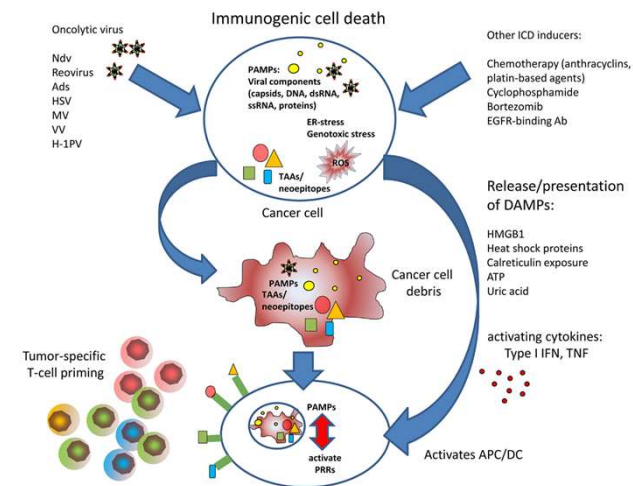 Immunogenic cell death
Oncolytic virus
Ndv
Reovirus
Ads
HSV
MV
VV
H-1PV
PAMPs:
Viral components
(capsids, DNA, dsRNA,
ssRNA, proteins)
ER-stress
Genotoxic stress
ROS
TAAs/
neoepitopes
Cancer cell
Other ICD inducers:
Chemotherapy (anthracyclins,
platin-based agents)
Cyclophosphamide
Bortezomib
EGFR-binding Ab
Release/presentation
of DAMPs:
HMGB1
Heat shock proteins
Calreticulin exposure
ATP
Uric acid
PAMPs
TAAs/
neoepitopes
Cancer cell
debris
activating cytokines:
Type I IFN, TNF
Tumor-specific
T-cell priming
PAMPs
activate
PRRs
Activates APC/DC